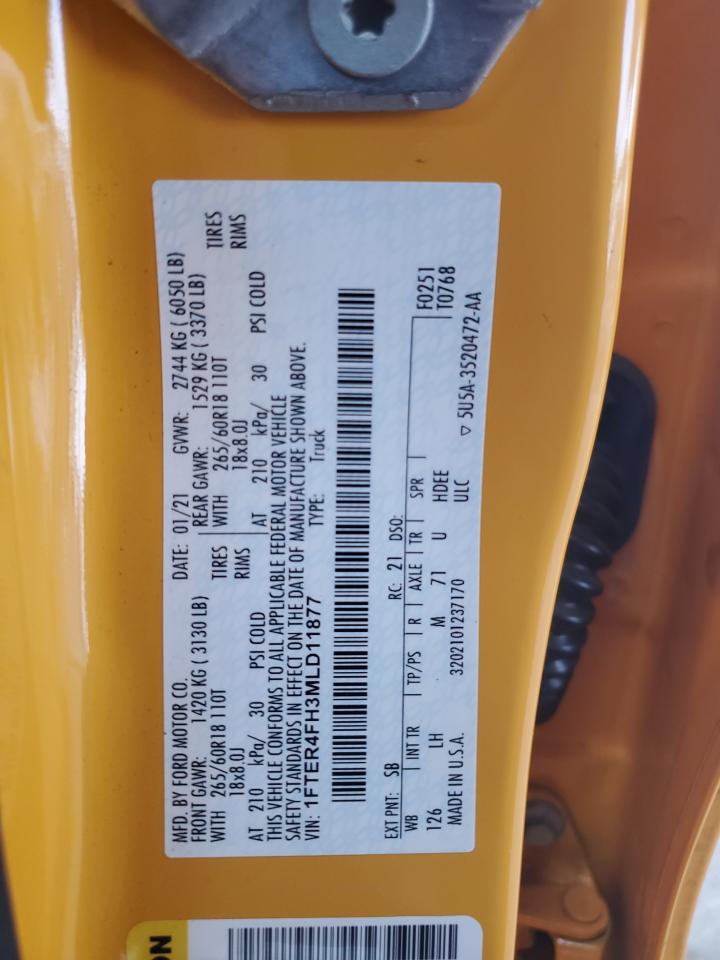 MFD. BY FORD MOTOR CO. DATE: 01/21 GVWR: 2744 KG ( 6050 LB)
FRONT GAWR: 1420 KG ( 3130 LB) REAR GAWR: 1529 KG ( 3370 LB)
WITH 265/60R18 110T TIRES WITH 265/60R18 110T TIRES
18x8.0J RIMS 18x8.0J RIMS
AT 210 kPa/ 30 PSI COLD AT 210 kPa/ 30 PSI COLD
THIS VEHICLE CONFORMS TO ALL APPLICABLE FEDERAL MOTOR VEHICLE
SAFETY STANDARDS IN EFFECT ON THE DATE OF MANUFACTURE SHOWN ABOVE.
VIN: 1FTER4FH3MLD11877 TYPE: Truck
EXT PNT: SB RC: 21 DSO: F0251
WB INT TR TP/PS R AXLE TR SPR T0768
126 LH M 71 U HDEE
MADE IN U.S.A. 3202101237170 ULC ▽ 5U5A-3520472-AA
ON